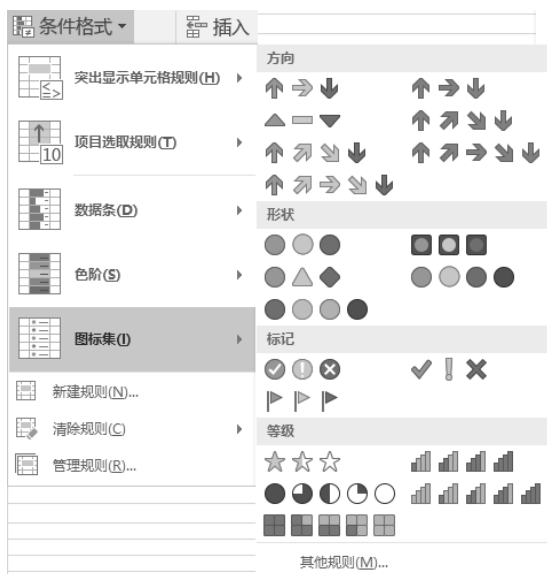 条件格式 插入
突出显示单元格规则(H)
项目选取规则(T)
10
数据条(D)
色阶(S)
图标集(I)
新建规则(N)...
清除规则(C)
管理规则(R)...
方向
形状
标记
等级
其他规则(M)...